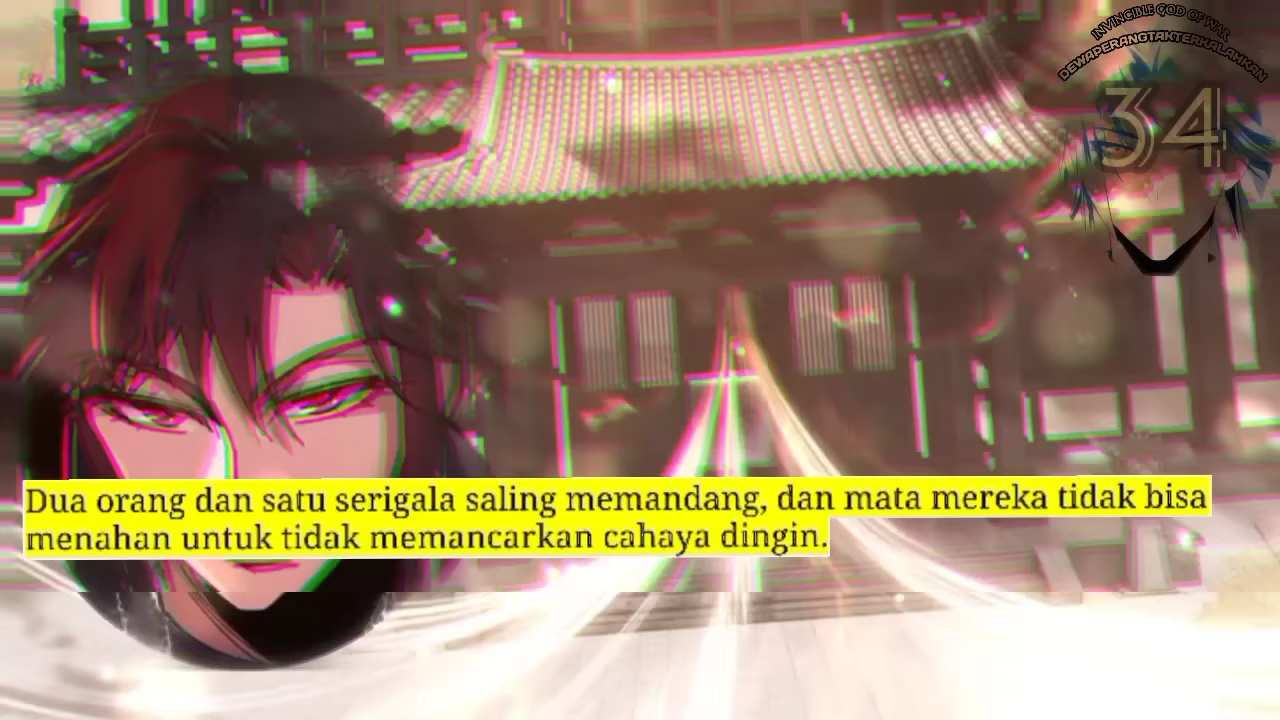 INVINCIBLE GOD OF WAR
DEWAPERANGTAKTERKALAHKAN
34
Dua orang dan satu serigala saling memandang, dan mata mereka tidak bisa
menahan untuk tidak memancarkan cahaya dingin.